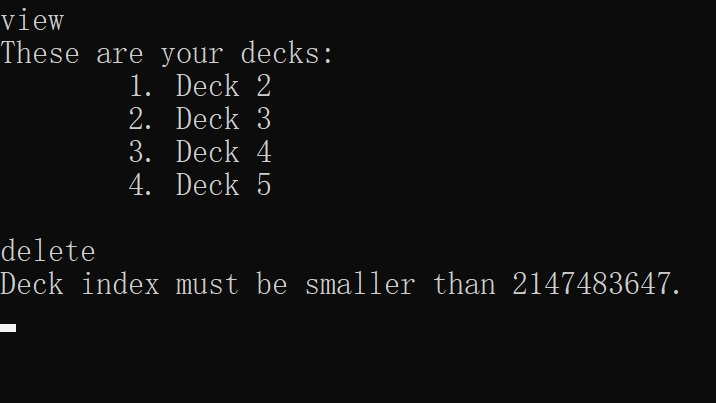 view
These are your decks:
1. Deck 2
2. Deck 3
3. Deck 4
4. Deck 5
delete
Deck index must be smaller than 2147483647.